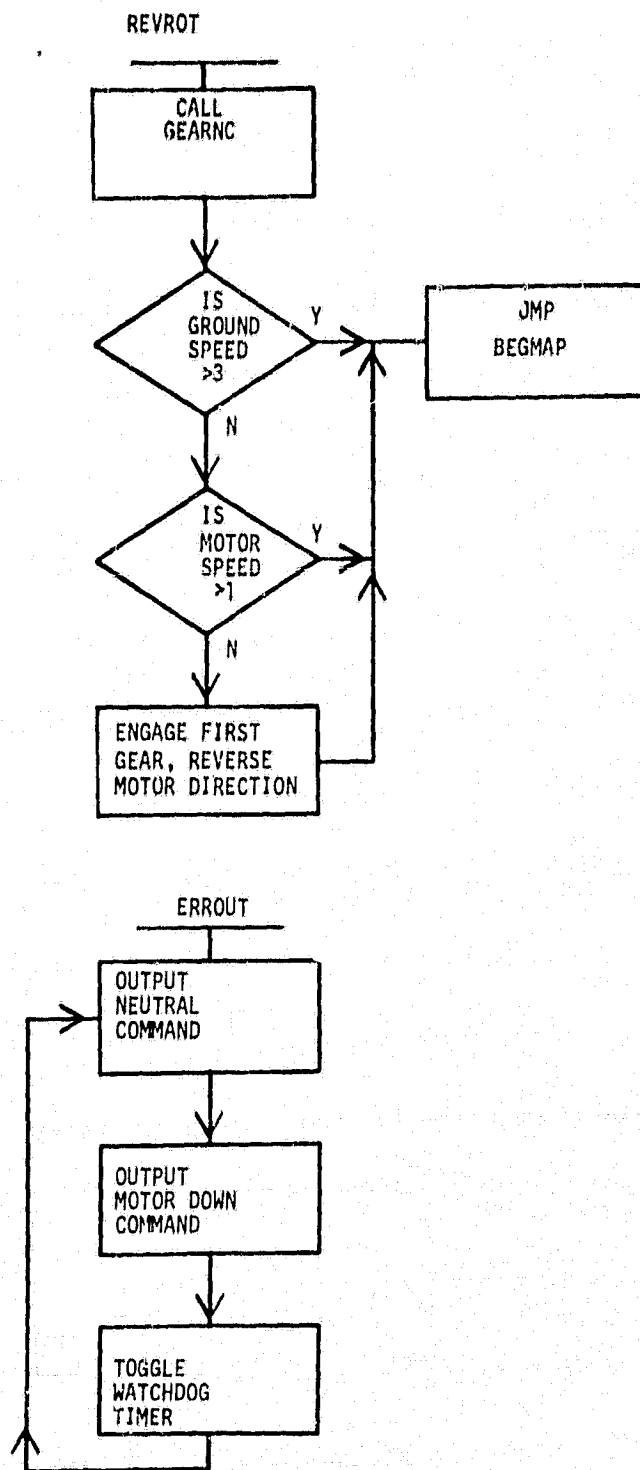 REVROT
CALL
GEARNC
IS
GROUND
SPEED
>3
Y
JMP
BEGMAP
N
IS
MOTOR
SPEED
>1
Y
N
ENGAGE FIRST
GEAR, REVERSE
MOTOR DIRECTION
ERROUT
OUTPUT
NEUTRAL
COMMAND
OUTPUT
MOTOR DOWN
COMMAND
TOGGLE
WATCHDOG
TIMER